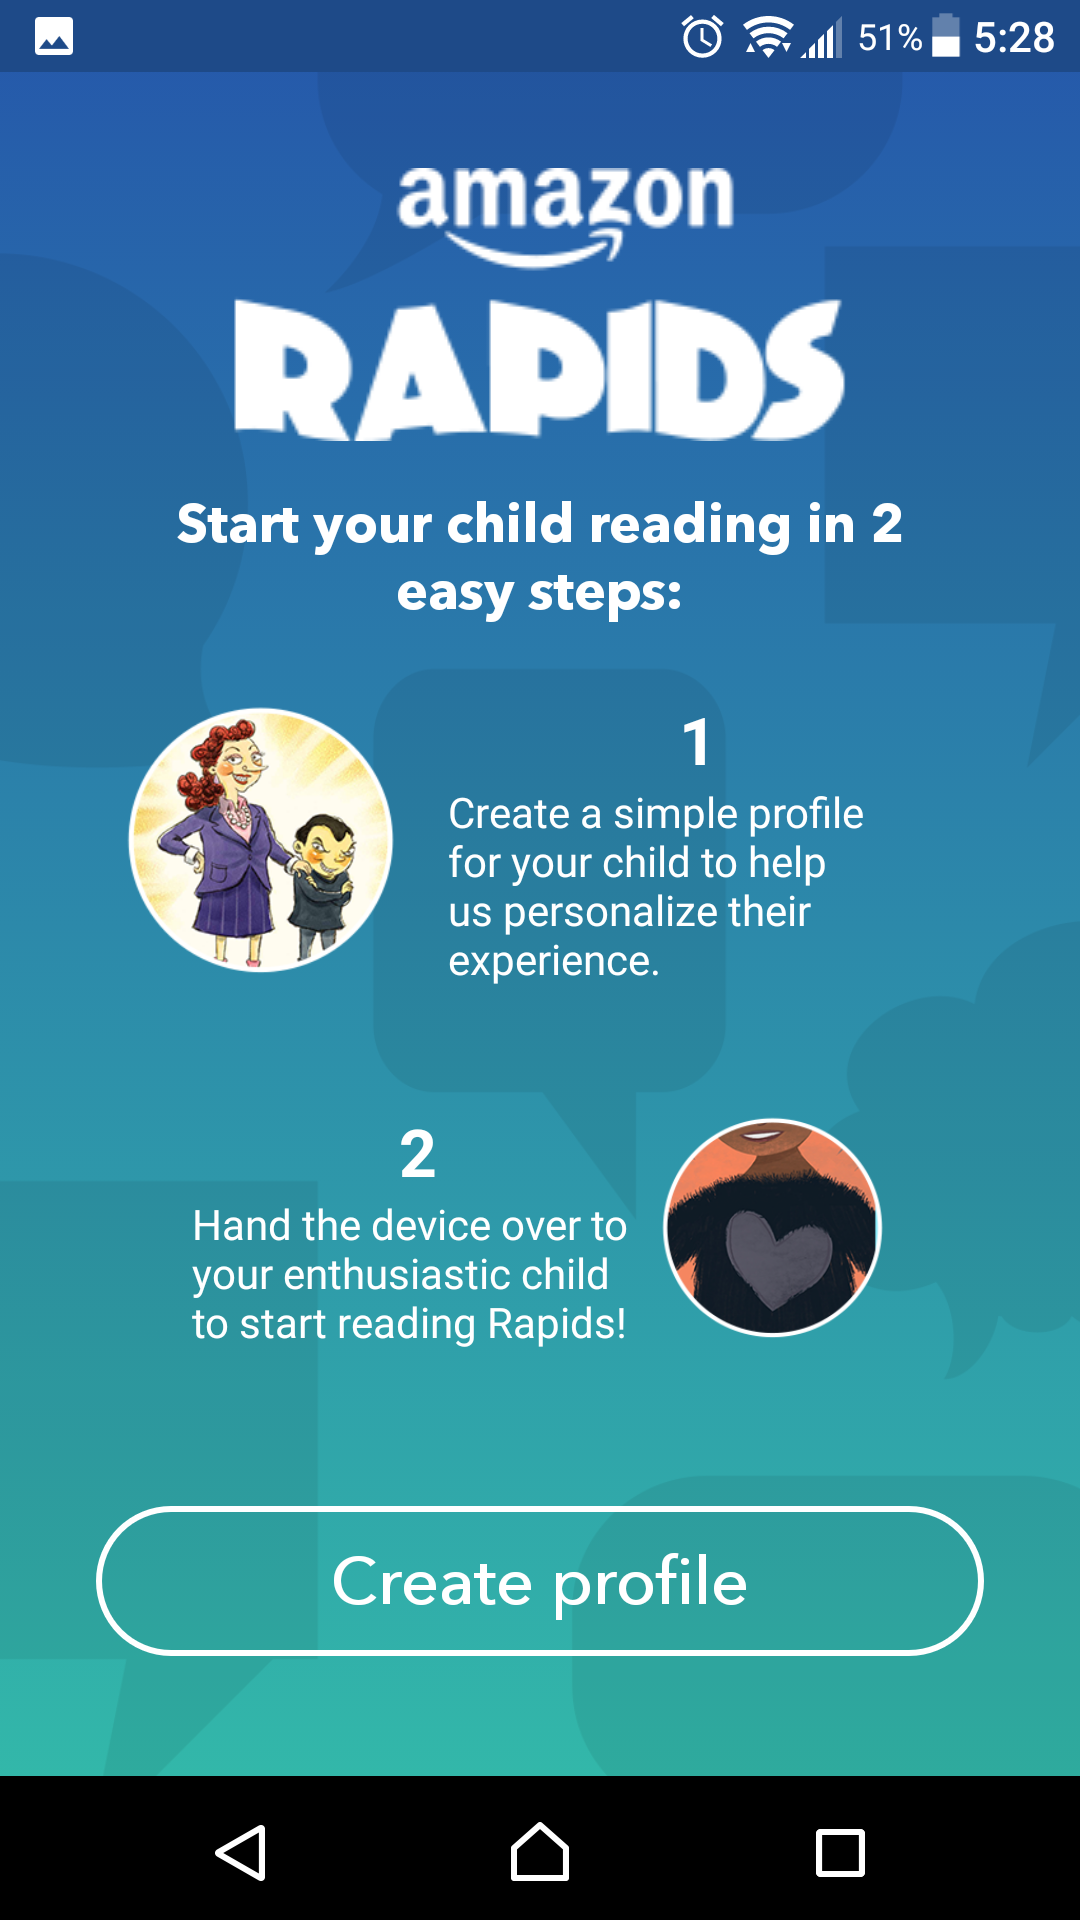 51% 5:28
amazon
RAPIDS
Start your child reading in 2
easy steps:
1
Create a simple profile
for your child to help
us personalize their
experience.
2
Hand the device over to
your enthusiastic child
to start reading Rapids!
Create profile